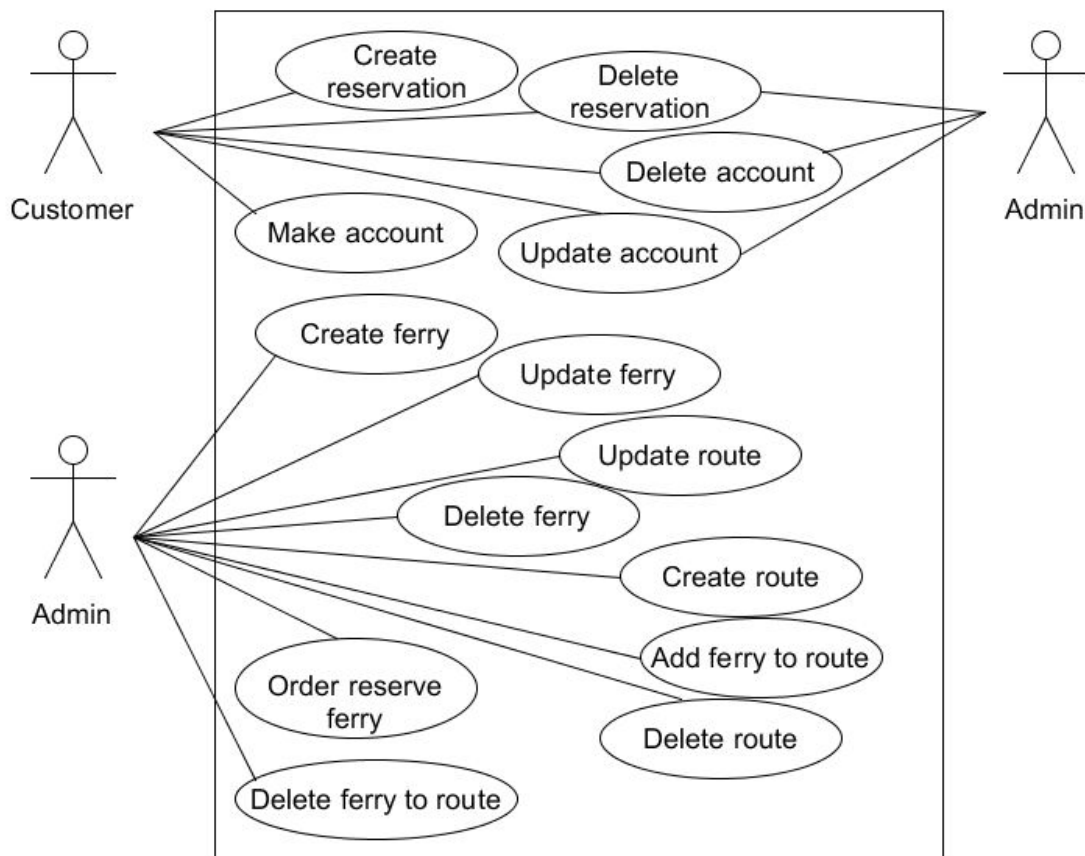 Create
reservation
Delete
reservation
Delete account
Customer
Admin
Make account
Update account
Create ferry
Update ferry
Update route
Delete ferry
Create route
Admin
Add ferry to route
Order reserve
ferry
Delete route
Delete ferry to route